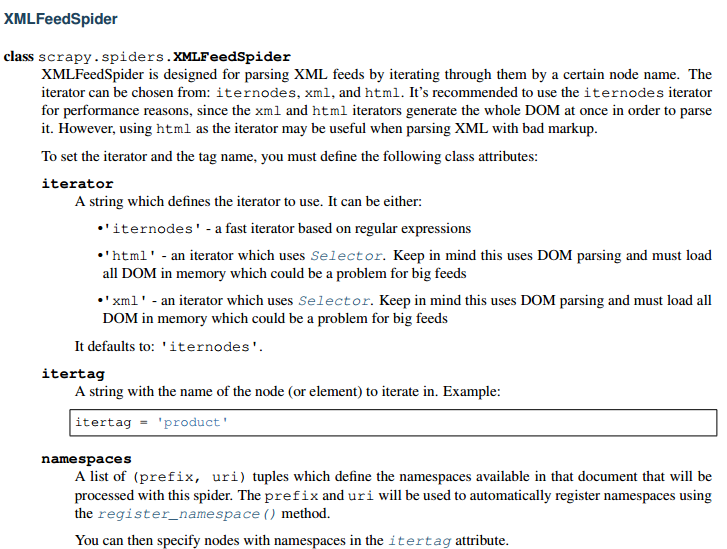 XMLFeedSpider
class scrapy.spiders.XMLFeedSpider
XMLFeedSpider is designed for parsing XML feeds by iterating through them by a certain node name. The
iterator can be chosen from: iternodes, xml, and html. It's recommended to use the iternodes iterator
for performance reasons, since the xml and html iterators generate the whole DOM at once in order to parse
it. However, using html as the iterator may be useful when parsing XML with bad markup.
To set the iterator and the tag name, you must define the following class attributes:
iterator
A string which defines the iterator to use. It can be either:
•'iternodes' - a fast iterator based on regular expressions
•'html' - an iterator which uses Selector. Keep in mind this uses DOM parsing and must load
all DOM in memory which could be a problem for big feeds
•'xml' - an iterator which uses Selector. Keep in mind this uses DOM parsing and must load all
DOM in memory which could be a problem for big feeds
It defaults to: 'iternodes'.
itertag
A string with the name of the node (or element) to iterate in. Example:
itertag = 'product'
namespaces
A list of (prefix, uri) tuples which define the namespaces available in that document that will be
processed with this spider. The prefix and uri will be used to automatically register namespaces using
the register_namespace() method.
You can then specify nodes with namespaces in the itertag attribute.